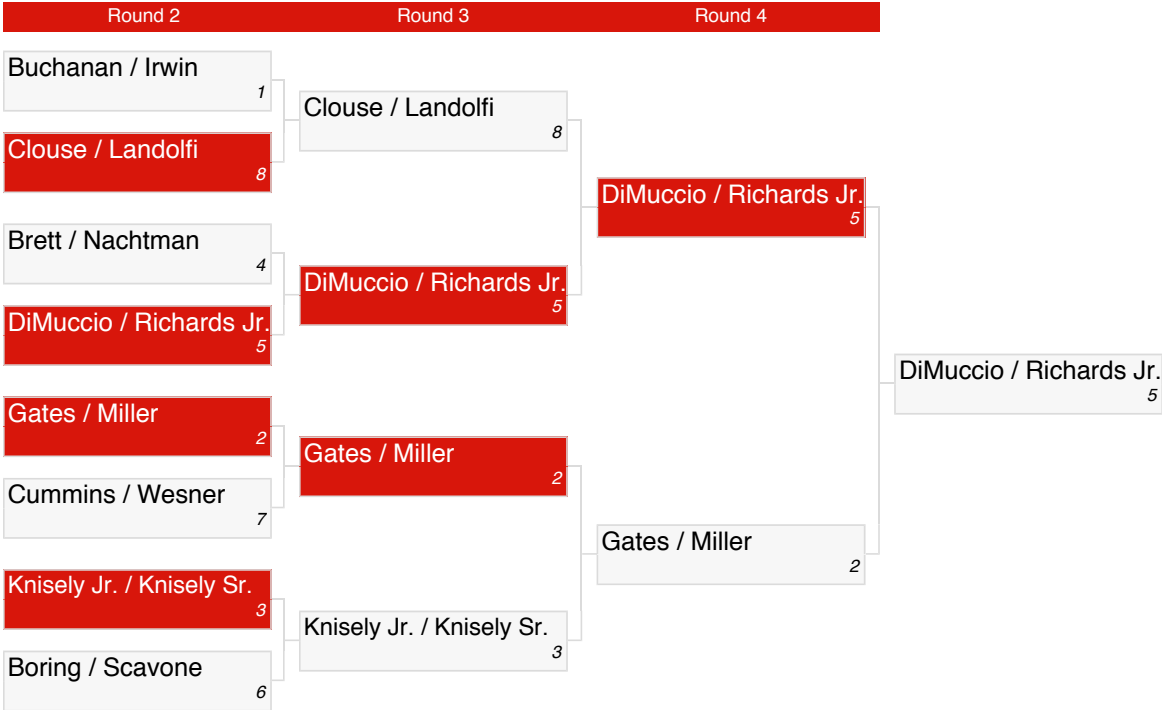 Round 2
Round 3
Round 4
Buchanan / Irwin
1
Clouse / Landolfi
8
Brett / Nachtman
4
DiMuccio / Richards Jr.
5
Gates / Miller
2
Cummins / Wesner
7
Knisely Jr. / Knisely Sr.
3
Boring / Scavone
6
Clouse / Landolfi
8
DiMuccio / Richards Jr.
5
Gates / Miller
2
Knisely Jr. / Knisely Sr.
3
DiMuccio / Richards Jr.
5
Gates / Miller
2
DiMuccio / Richards Jr.
5